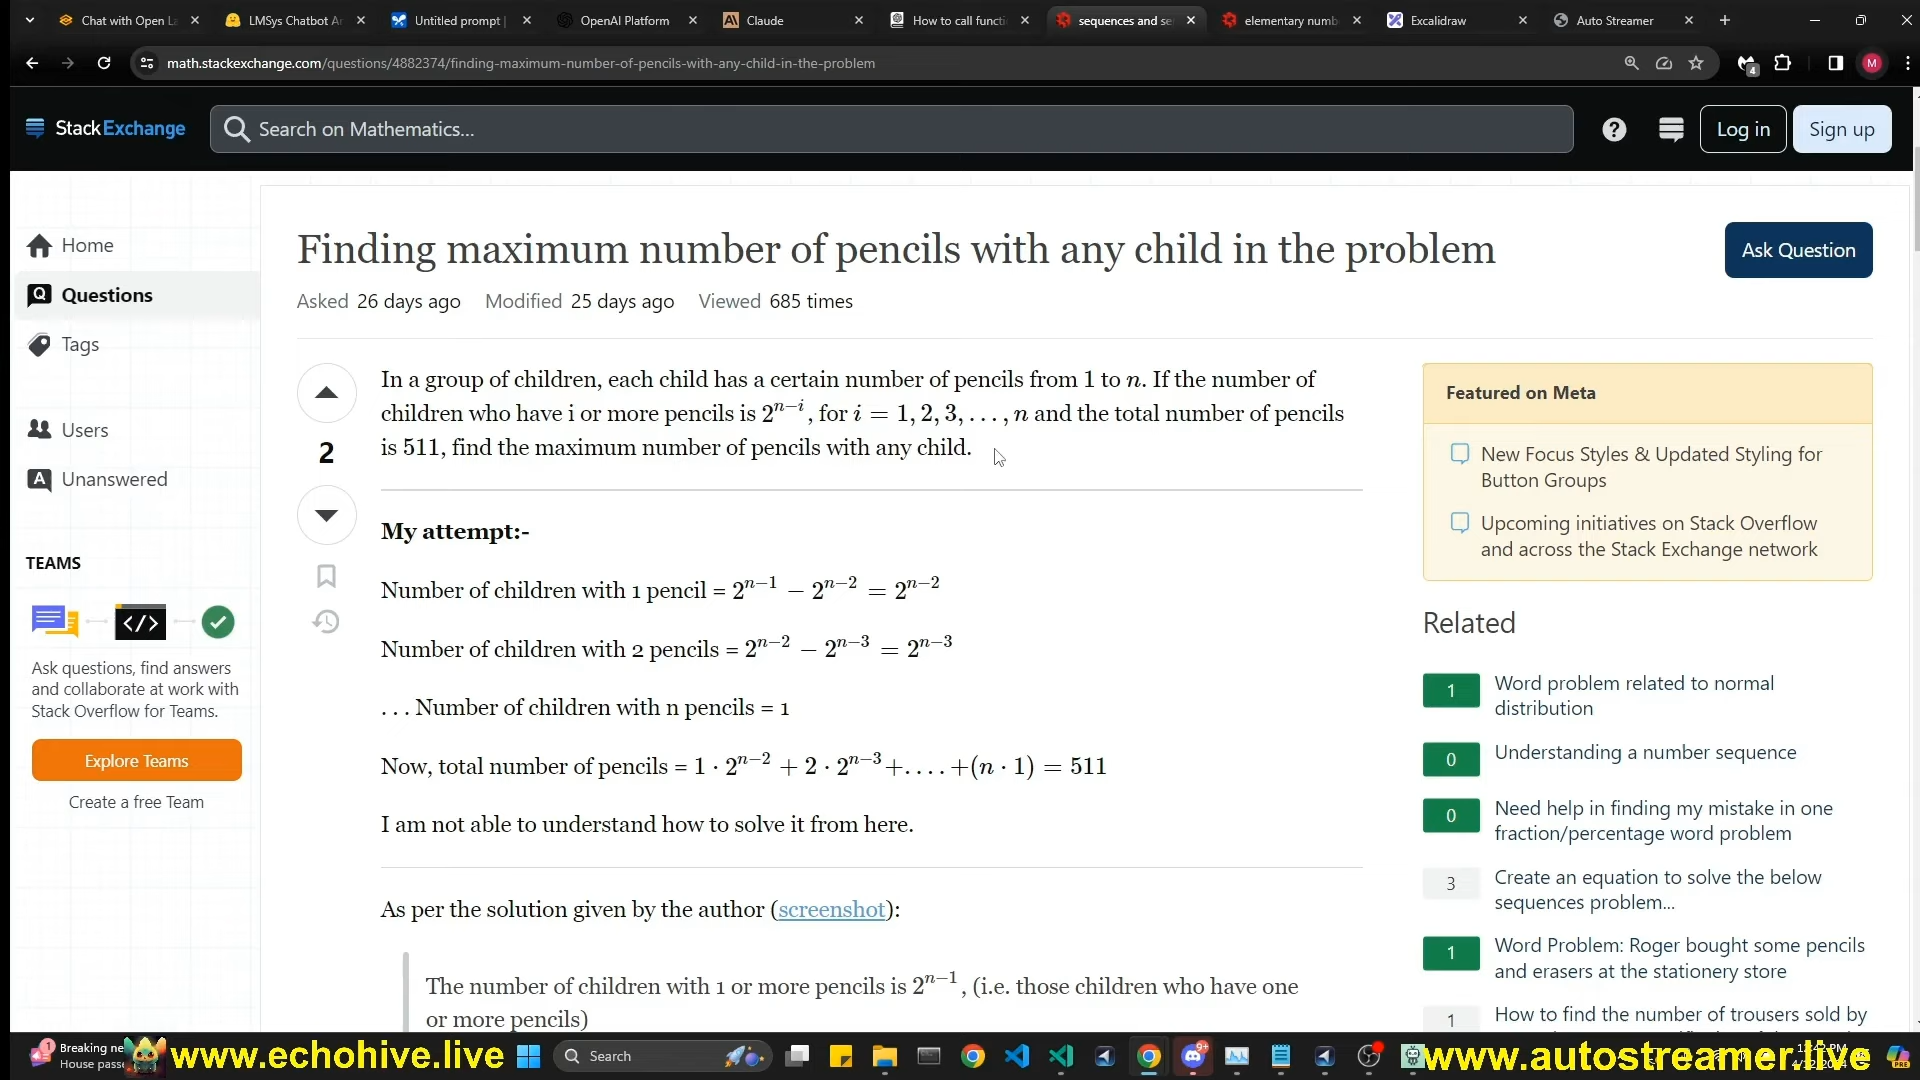 Chat with Open La
LMSys Chatbot Ar
Untitled prompt |
OpenAI Platform
Claude
How to call functi
sequences and se
elementary numb
Excalidraw
Auto Streamer
math.stackexchange.com/questions/4882374/finding-maximum-number-of-pencils-with-any-child-in-the-problem
4
M
StackExchange
Search on Mathematics...
Log in
Sign up
Home
Questions
Tags
Users
Unanswered
TEAMS
Ask questions, find answers
and collaborate at work with
Stack Overflow for Teams.
Explore Teams
Create a free Team
Finding maximum number of pencils with any child in the problem
Ask Question
Asked 26 days ago Modified 25 days ago Viewed 685 times
2
In a group of children, each child has a certain number of pencils from 1 to n. If the number of
children who have i or more pencils is 2^{n−i}, for i = 1, 2, 3, . . . , n and the total number of pencils
is 511, find the maximum number of pencils with any child.
My attempt:-
Number of children with 1 pencil = 2^{n−1} − 2^{n−2} = 2^{n−2}
Number of children with 2 pencils = 2^{n−2} − 2^{n−3} = 2^{n−3}
. . . Number of children with n pencils = 1
Now, total number of pencils = 1 · 2^{n−2} + 2 · 2^{n−3}+. . . . +(n · 1) = 511
I am not able to understand how to solve it from here.
As per the solution given by the author (screenshot):
The number of children with 1 or more pencils is 2^{n−1}, (i.e. those children who have one
or more pencils)
Featured on Meta
New Focus Styles & Updated Styling for
Button Groups
Upcoming initiatives on Stack Overflow
and across the Stack Exchange network
Related
1 Word problem related to normal
distribution
0 Understanding a number sequence
0 Need help in finding my mistake in one
fraction/percentage word problem
3 Create an equation to solve the below
sequences problem...
1 Word Problem: Roger bought some pencils
and erasers at the stationery store
1 How to find the number of trousers sold by
Breaking ne
House passe
www.echohive.live
Search
www.autostreamer.live